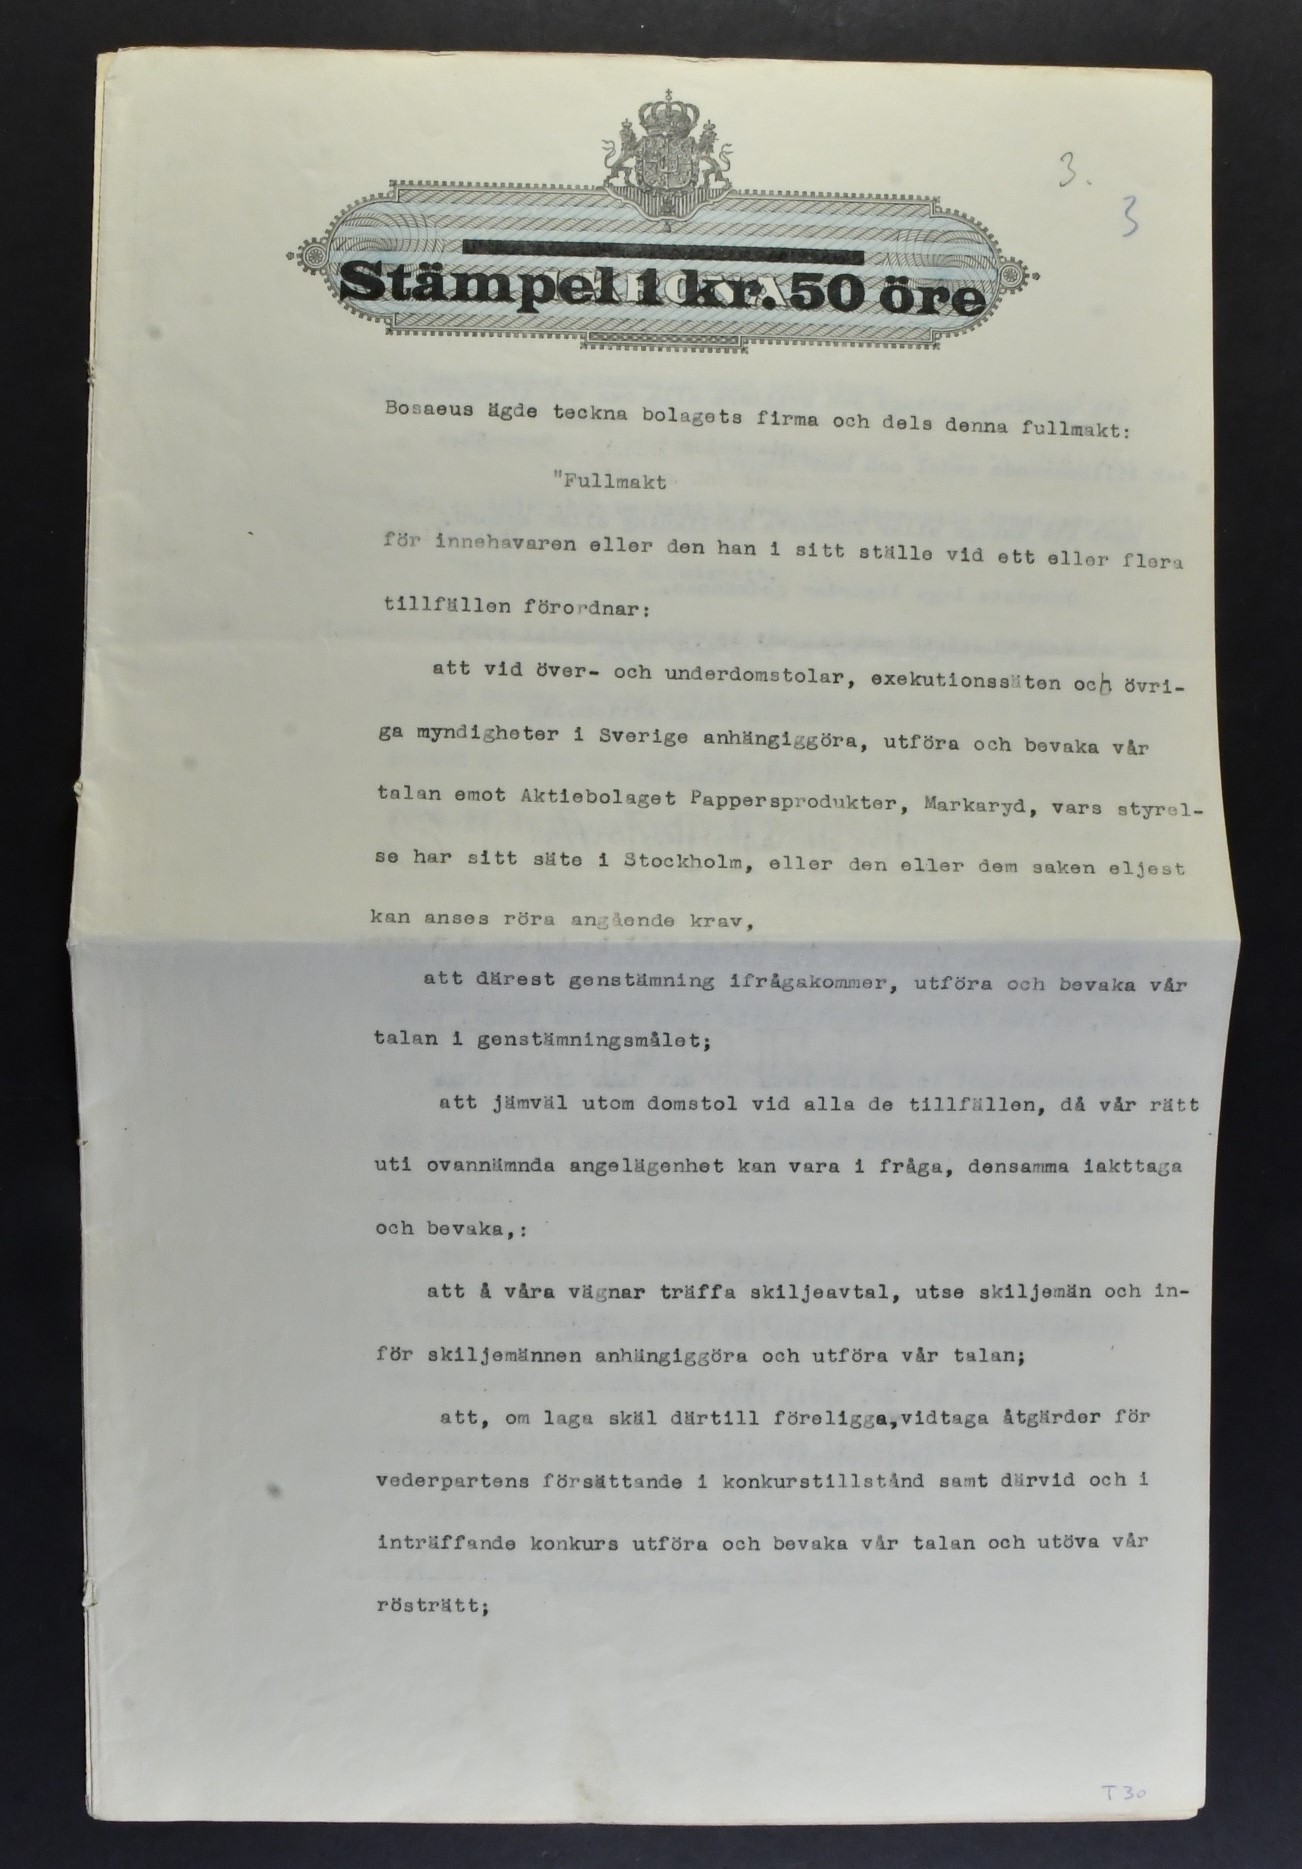 3.
3
Stämpel 1 kr. 50 öre
Bosaeus ägde teckna bolagets firma och dels denna fullmakt:
"Fullmakt
för innehavaren eller den han i sitt ställe vid ett eller flera
tillfällen förordnar:
att vid över- och underdomstolar, exekutionssäten och övri-
ga myndigheter i Sverige anhängiggöra, utföra och bevaka vår
talan emot Aktiebolaget Pappersprodukter, Markaryd, vars styrel-
se har sitt säte i Stockholm, eller den eller dem saken eljest
kan anses röra angående krav,
att därest genstämning ifrågakommer, utföra och bevaka vår
talan i genstämningsmålet;
att jämväl utom domstol vid alla de tillfällen, då vår rätt
uti ovannämnda angelägenhet kan vara i fråga, densamma iakttaga
och bevaka,:
att å våra vägnar träffa skiljeavtal, utse skiljemän och in-
för skiljemännen anhängiggöra och utföra vår talan;
att, om laga skäl därtill föreligga,vidtaga åtgärder för
vederpartens försättande i konkurstillstånd samt därvid och i
inträffande konkurs utföra och bevaka vår talan och utöva vår
rösträtt;
T 30